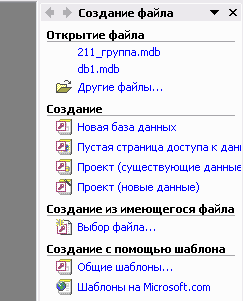 Создание файла
Открытие файла
211_группа.mdb
db1.mdb
Другие файлы...
Создание
Новая база данных
Пустая страница доступа к дан
Проект (существующие данные
Проект (новые данные)
Создание из имеющегося файла
Выбор файла...
Создание с помощью шаблона
Общие шаблоны...
Шаблоны на Microsoft.com